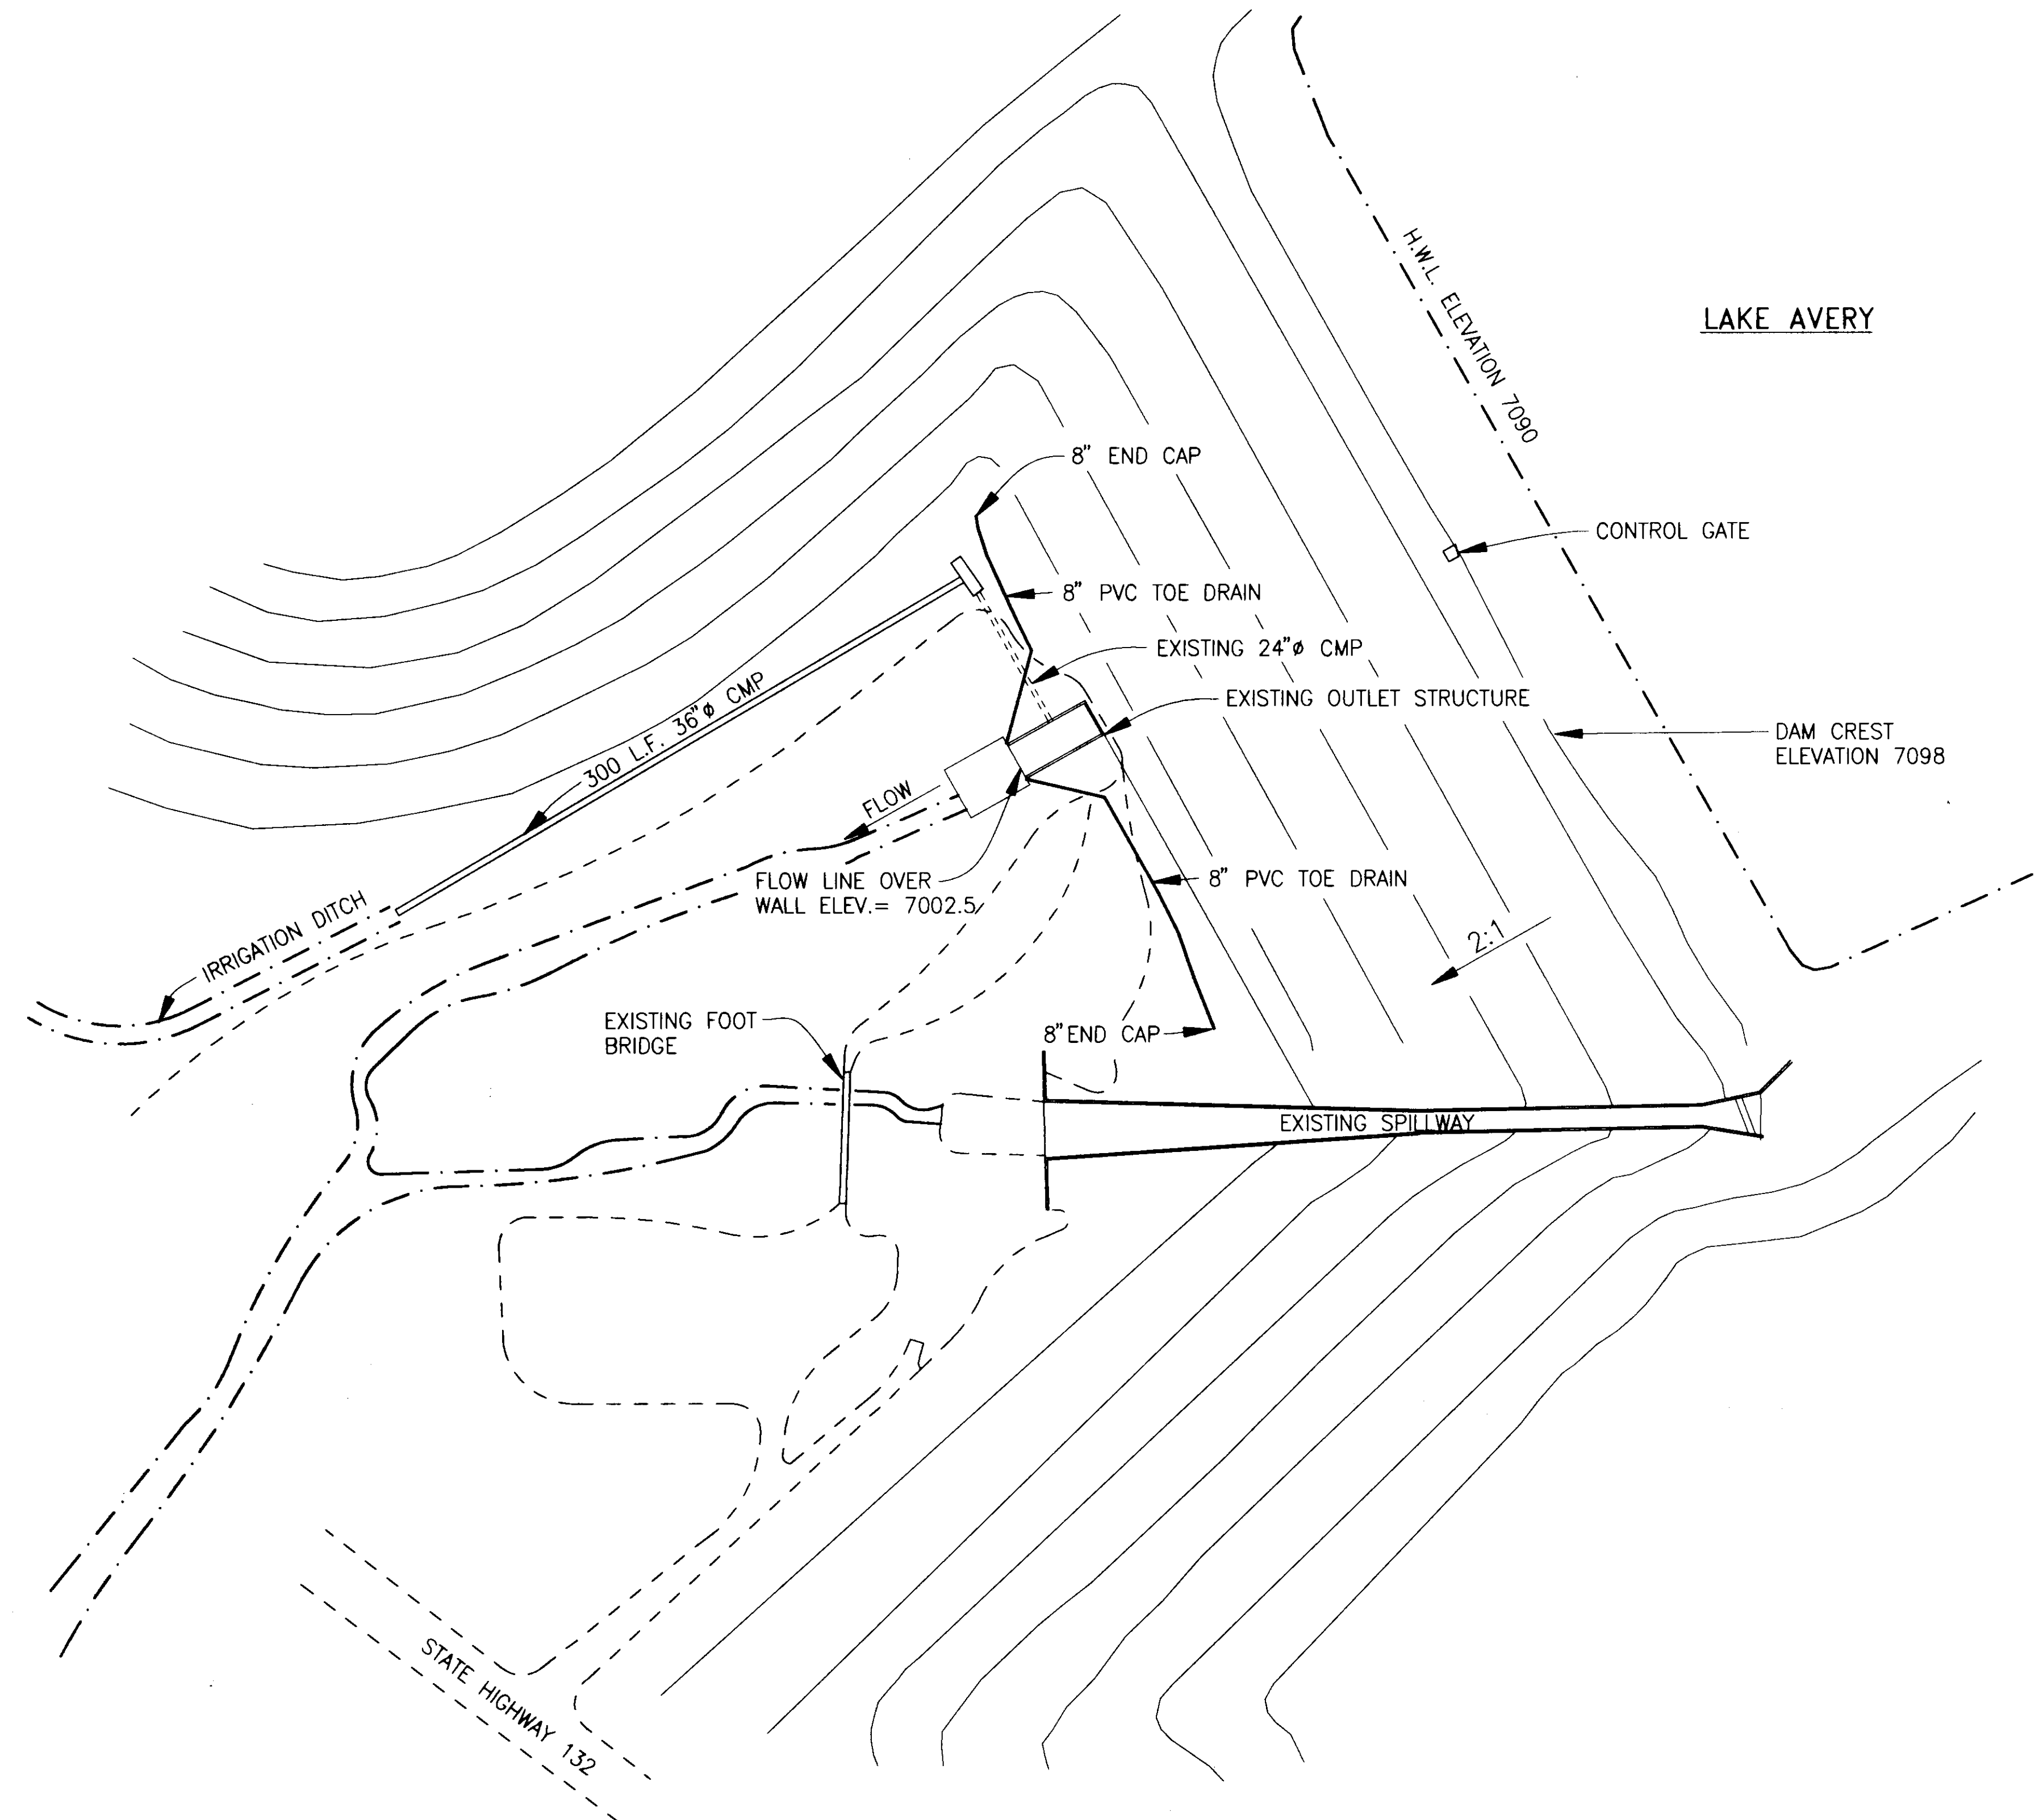 H.W.L. ELEVATION 7090
LAKE AVERY
8" END CAP
CONTROL GATE
8" PVC TOE DRAIN
EXISTING 24"ø CMP
EXISTING OUTLET STRUCTURE
300 L.F. 36"ø CMP
DAM CREST
ELEVATION 7098
FLOW
FLOW LINE OVER
WALL ELEV.= 7002.5
8" PVC TOE DRAIN
IRRIGATION DITCH
2:1
EXISTING FOOT
BRIDGE
8"END CAP
EXISTING SPILLWAY
STATE HIGHWAY 132